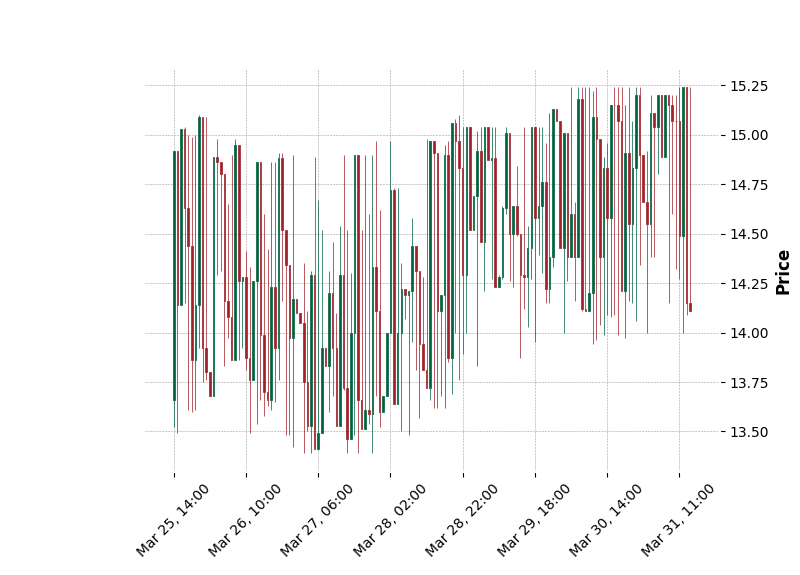 15.25
15.00
14.75
14.50
14.25
14.00
13.75
13.50
Price
Mar 25, 14:00
Mar 26, 10:00
Mar 27, 06:00
Mar 28, 02:00
Mar 28, 22:00
Mar 29, 18:00
Mar 30, 14:00
Mar 31, 11:00